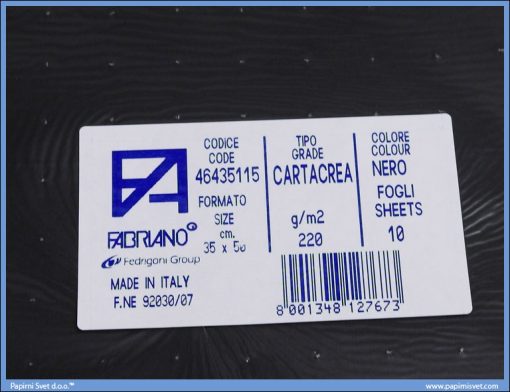 CODICE
CODE
46435115
FORMATO
SIZE
cm.
35 x 50
TIPO
GRADE
CARTACREA
g/m2
220
COLORE
COLOUR
NERO
FOGLI
SHEETS
10
FABRIANO
Fedrigoni Group
MADE IN ITALY
F.NE 92030/07
8 001348 127673
Papirni Svet d.o.o.™
www.papirnisvet.com